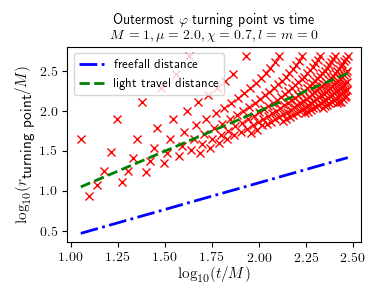 Outermost φ turning point vs time
M = 1, μ = 2.0, χ = 0.7, l = m = 0
freefall distance
light travel distance
log₁₀(r turning point/M)
2.5
2.0
1.5
1.0
0.5
1.00 1.25 1.50 1.75 2.00 2.25 2.50
log₁₀(t/M)